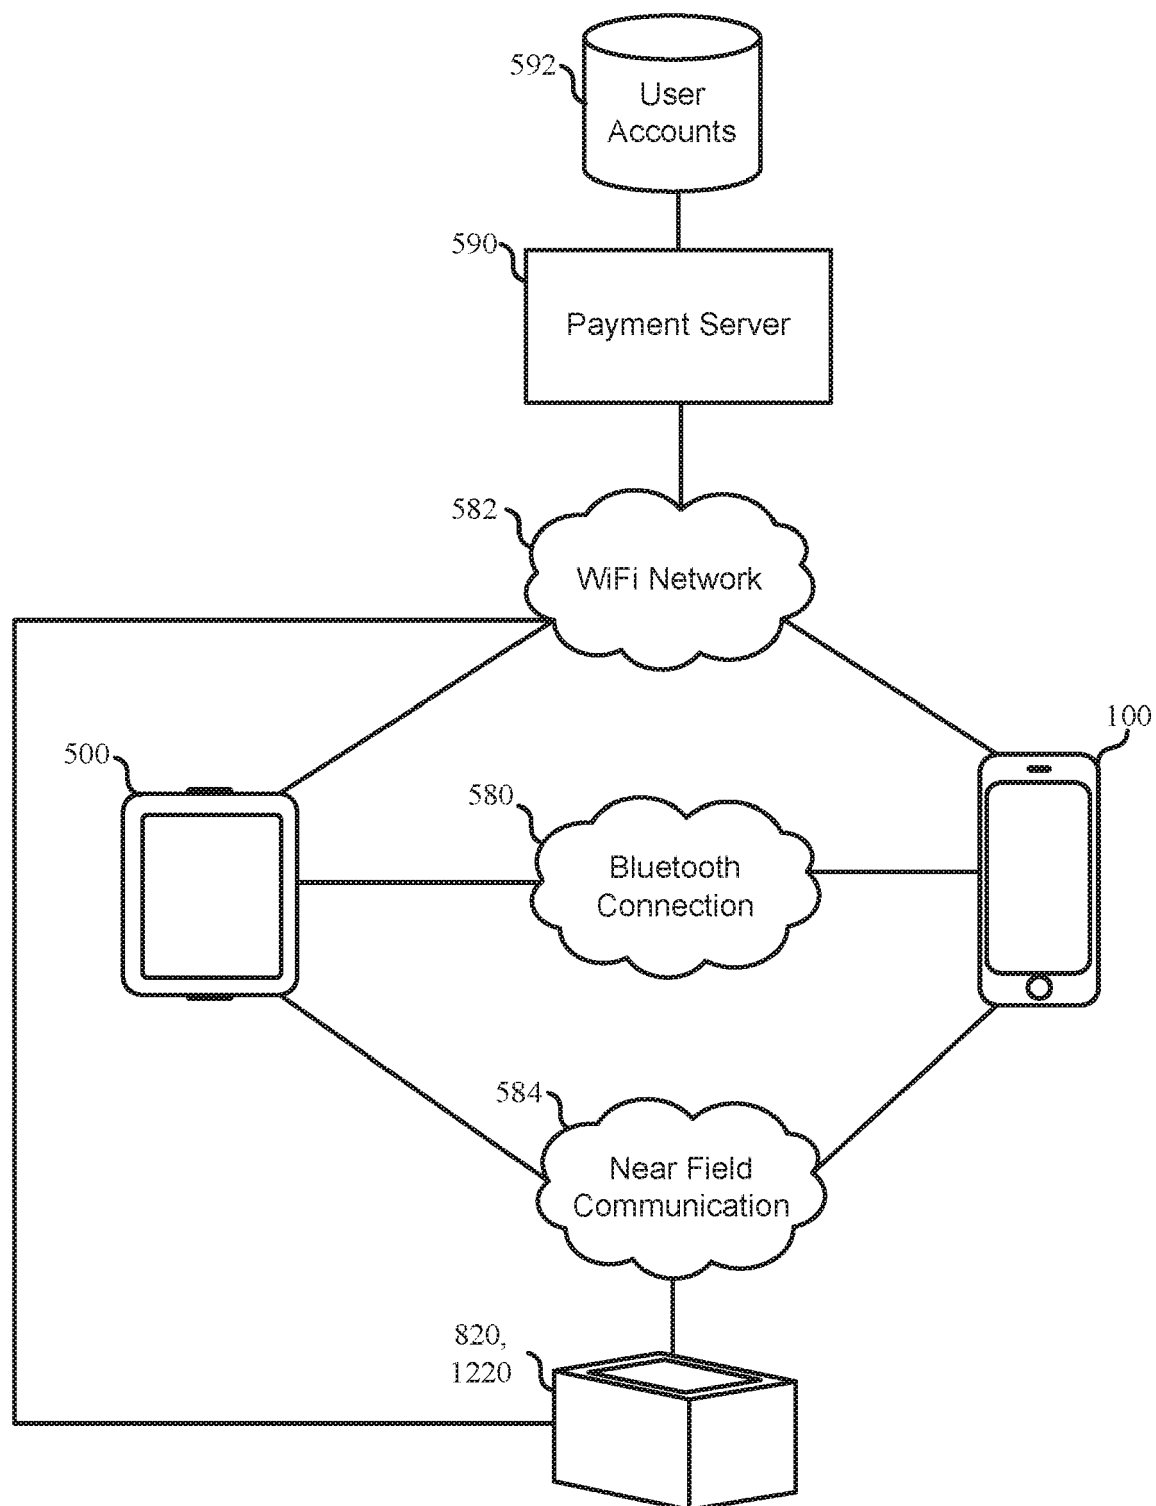 592
User
Accounts
590
Payment Server
582
WiFi Network
500
100
580
Bluetooth
Connection
584
Near Field
Communication
820,
1220